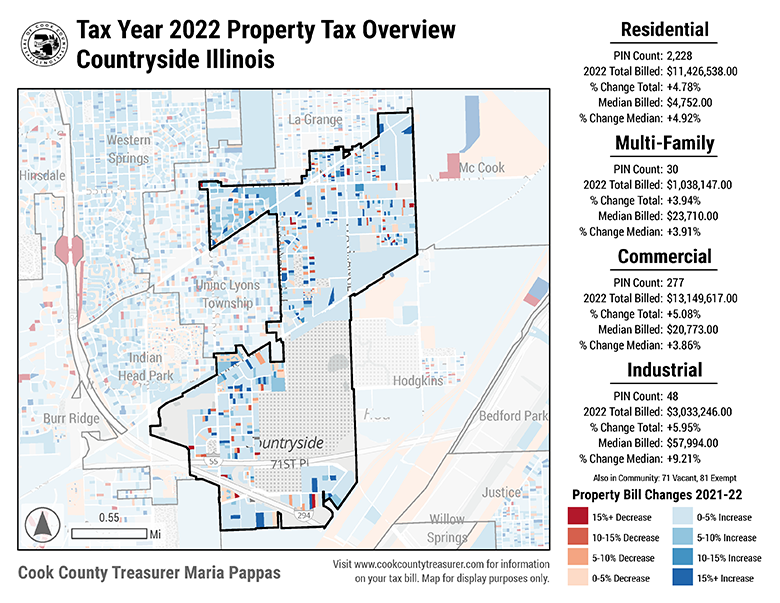 Tax Year 2022 Property Tax Overview
Countryside Illinois
La-Grange
Western
Springs
Hinsdale
Mc Cook
Uninc Lyons
Township
Indian
Head Park
Hodgkins
Burr Ridge
Bedford Park
ountryside
71ST Pl
55
294
Justice
Willow
Springs
0.55
Mi
Cook County Treasurer Maria Pappas
Visit www.cookcountytreasurer.com for information
on your tax bill. Map for display purposes only.
Residential
PIN Count: 2,228
2022 Total Billed: $11,426,538.00
% Change Total: +4.78%
Median Billed: $4,752.00
% Change Median: +4.92%
Multi-Family
PIN Count: 30
2022 Total Billed: $1,038,147.00
% Change Total: +3.94%
Median Billed: $23,710.00
% Change Median: +3.91%
Commercial
PIN Count: 277
2022 Total Billed: $13,149,617.00
% Change Total: +5.08%
Median Billed: $20,773.00
% Change Median: +3.86%
Industrial
PIN Count: 48
2022 Total Billed: $3,033,246.00
% Change Total: +5.95%
Median Billed: $57,994.00
% Change Median: +9.21%
Also in Community: 71 Vacant, 81 Exempt
Property Bill Changes 2021-22
15%+ Decrease
10-15% Decrease
5-10% Decrease
0-5% Decrease
0-5% Increase
5-10% Increase
10-15% Increase
15%+ Increase